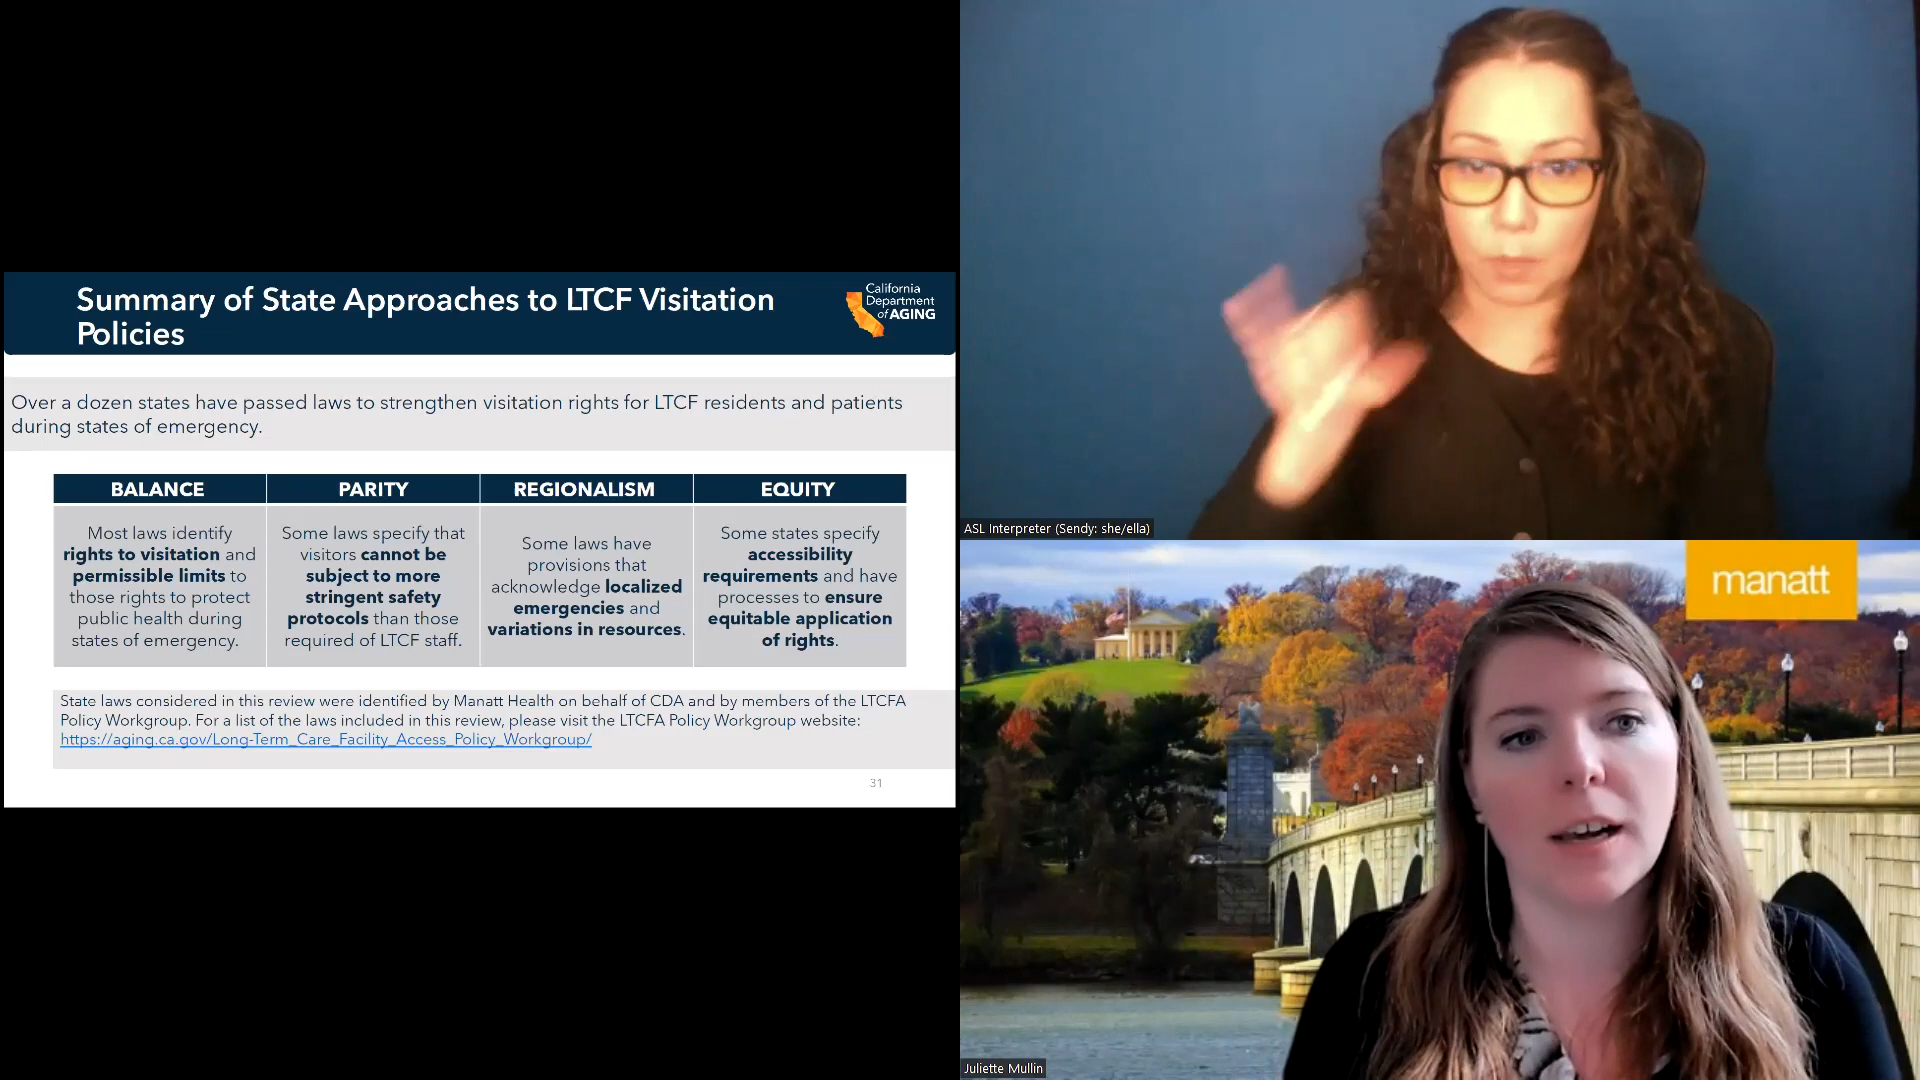 Summary of State Approaches to LTCF Visitation
Policies
California
Department
of AGING
Over a dozen states have passed laws to strengthen visitation rights for LTCF residents and patients
during states of emergency.
BALANCE
Most laws identify
rights to visitation and
permissible limits to
those rights to protect
public health during
states of emergency.
PARITY
Some laws specify that
visitors cannot be
subject to more
stringent safety
protocols than those
required of LTCF staff.
REGIONALISM
Some laws have
provisions that
acknowledge localized
emergencies and
variations in resources.
EQUITY
Some states specify
accessibility
requirements and have
processes to ensure
equitable application
of rights.
State laws considered in this review were identified by Manatt Health on behalf of CDA and by members of the LTCFA
Policy Workgroup. For a list of the laws included in this review, please visit the LTCFA Policy Workgroup website:
https://aging.ca.gov/Long-Term_Care_Facility_Access_Policy_Workgroup/
31
ASL Interpreter (Sendy: she/ella)
manatt
Juliette Mullin